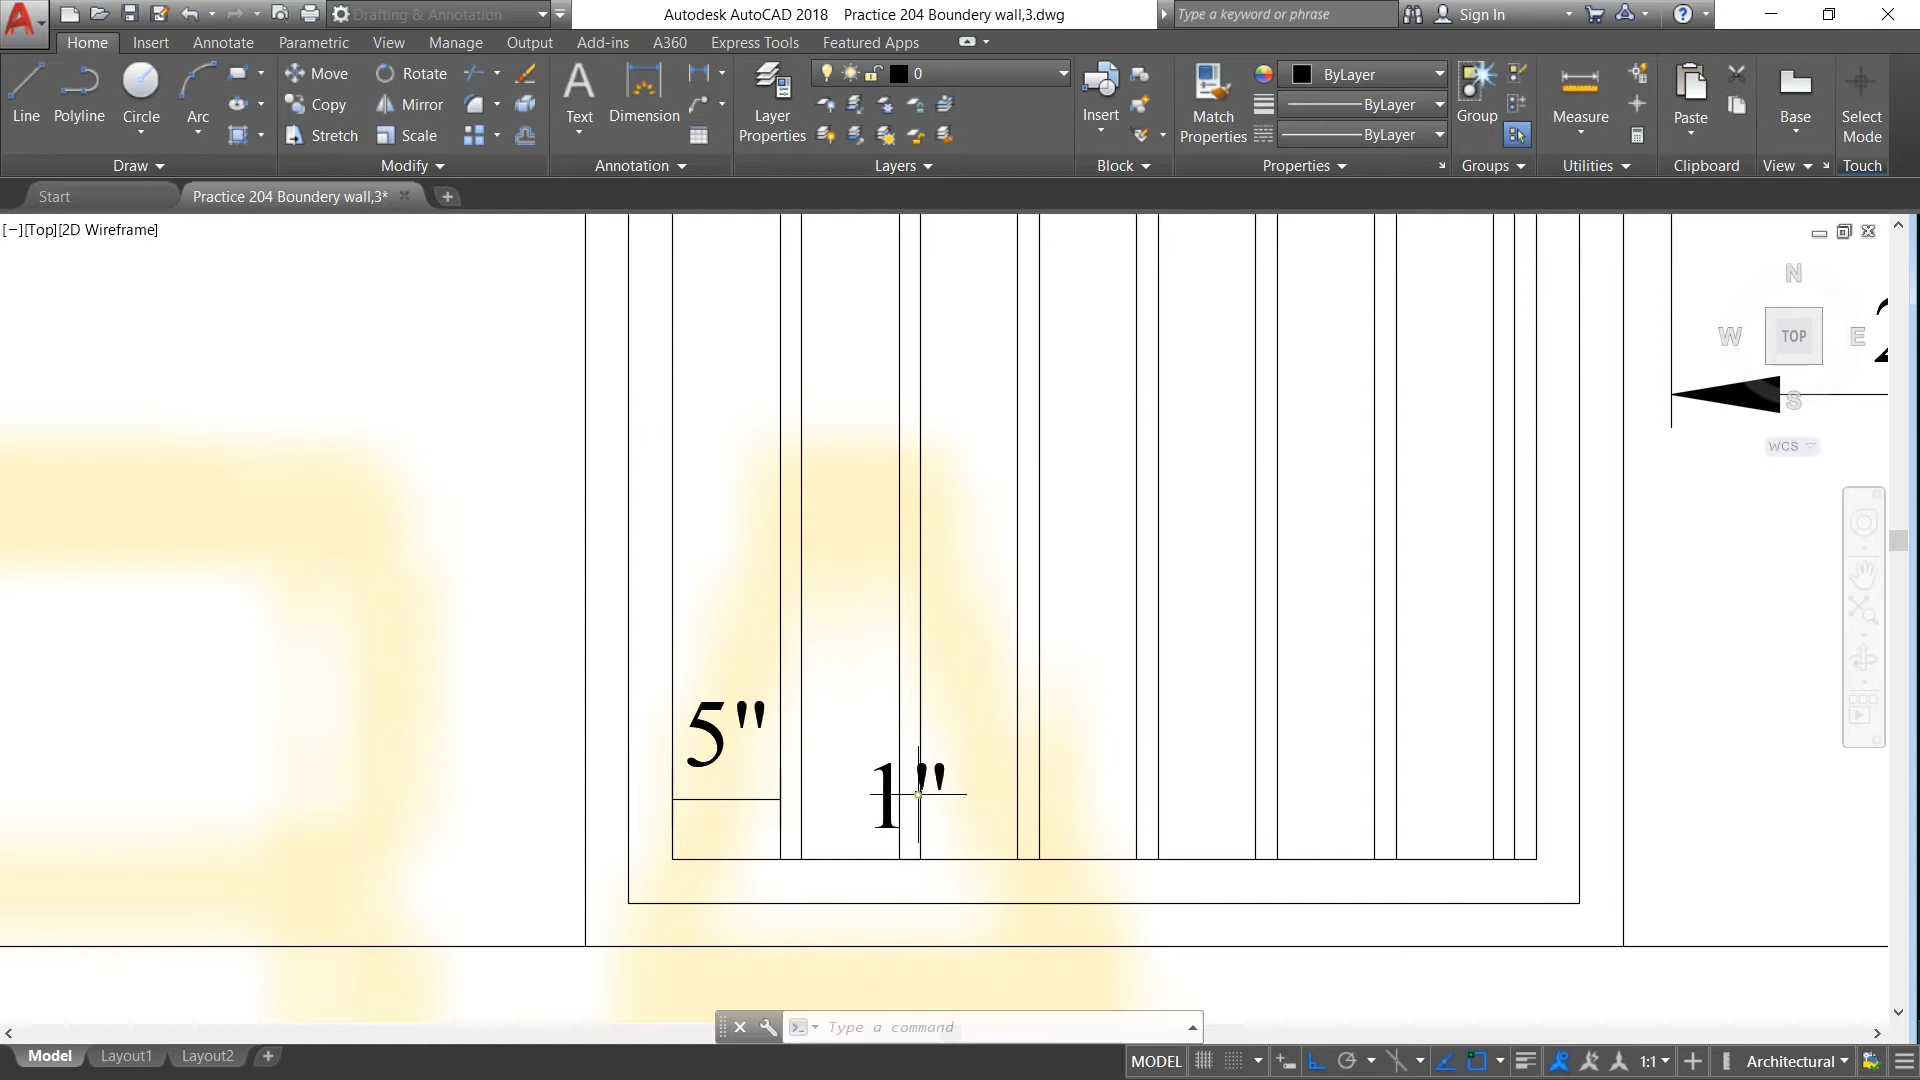 Drafting & Annotation
Autodesk AutoCAD 2018 Practice 204 Boundery wall,3.dwg
Type a keyword or phrase
Sign In
Home Insert Annotate Parametric View Manage Output Add-ins A360 Express Tools Featured Apps
Line Polyline Circle Arc
Move Rotate
Copy Mirror
Stretch Scale
Text Dimension
Layer Properties
0
Insert
Match Properties
ByLayer
ByLayer
ByLayer
Group
Measure
Paste
Base
Select Mode
Draw Modify Annotation Layers Block Properties Groups Utilities Clipboard View Touch
Start Practice 204 Boundery wall,3*
[−][Top][2D Wireframe]
N
W TOP E
S
WCS
5"
1"
Type a command
Model Layout1 Layout2
MODEL 1:1 Architectural